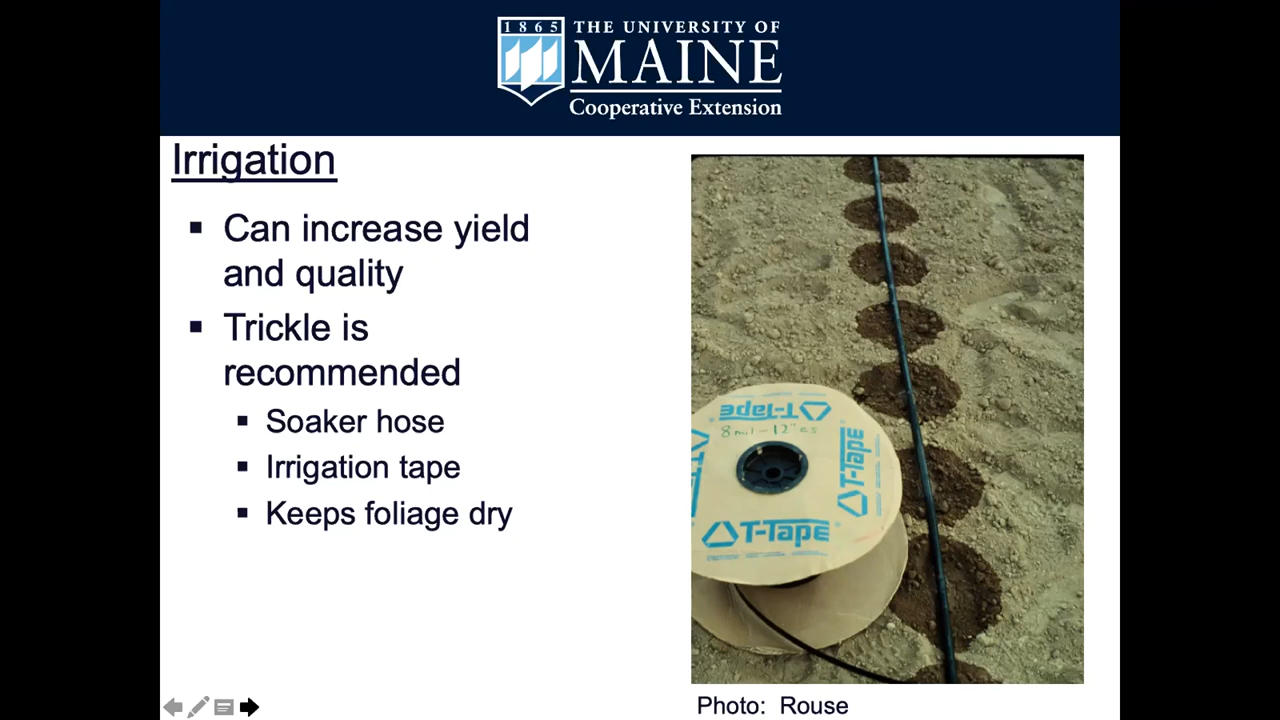 1865
THE UNIVERSITY OF
MAINE
Cooperative Extension
Irrigation
▪ Can increase yield
and quality
▪ Trickle is
recommended
▪ Soaker hose
▪ Irrigation tape
▪ Keeps foliage dry
T-Tape
8 mil - 12"
T-Tape
T-Tape
Photo: Rouse